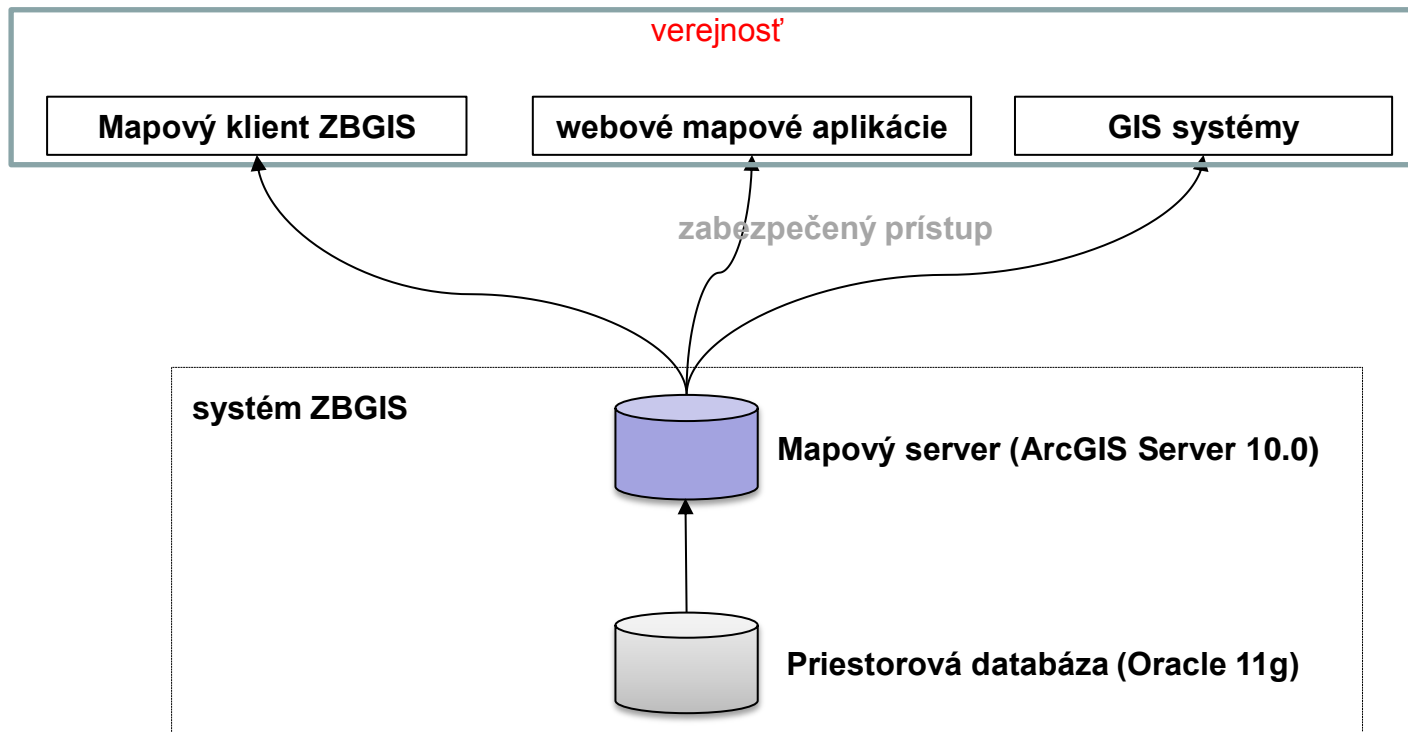 verejnosť
Mapový klient ZBGIS
webové mapové aplikácie
GIS systémy
zabezpečený prístup
systém ZBGIS
Mapový server (ArcGIS Server 10.0)
Priestorová databáza (Oracle 11g)